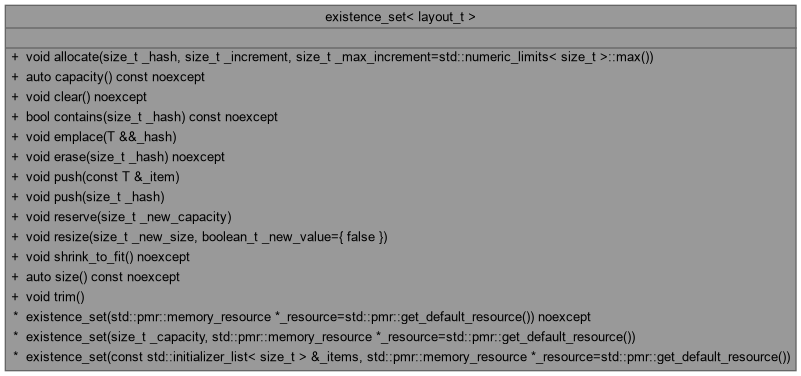 existence_set< layout_t >
+ void allocate(size_t _hash, size_t _increment, size_t _max_increment=std::numeric_limits< size_t >::max())
+ auto capacity() const noexcept
+ void clear() noexcept
+ bool contains(size_t _hash) const noexcept
+ void emplace(T &&_hash)
+ void erase(size_t _hash) noexcept
+ void push(const T &_item)
+ void push(size_t _hash)
+ void reserve(size_t _new_capacity)
+ void resize(size_t _new_size, boolean_t _new_value={ false })
+ void shrink_to_fit() noexcept
+ auto size() const noexcept
+ void trim()
* existence_set(std::pmr::memory_resource *_resource=std::pmr::get_default_resource()) noexcept
* existence_set(size_t _capacity, std::pmr::memory_resource *_resource=std::pmr::get_default_resource())
* existence_set(const std::initializer_list< size_t > &_items, std::pmr::memory_resource *_resource=std::pmr::get_default_resource())